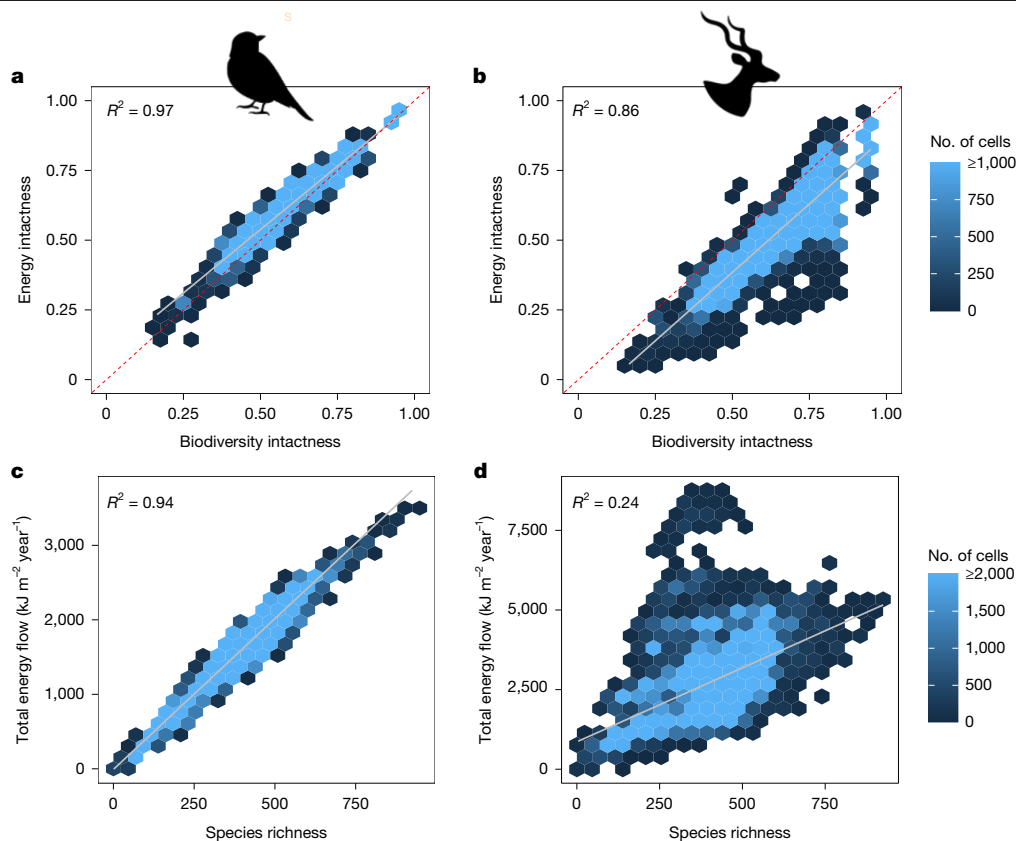 S
a
b
R² = 0.97
R² = 0.86
1.00
0.75
0.50
0.25
0
Energy intactness
0 0.25 0.50 0.75 1.00
Biodiversity intactness
1.00
0.75
0.50
0.25
0
Energy intactness
0 0.25 0.50 0.75 1.00
Biodiversity intactness
No. of cells
≥1,000
750
500
250
0
c
R² = 0.94
3,000
2,000
1,000
0
Total energy flow (kJ m⁻² year⁻¹)
0 250 500 750
Species richness
d
R² = 0.24
7,500
5,000
2,500
0
Total energy flow (kJ m⁻² year⁻¹)
0 250 500 750
Species richness
No. of cells
≥2,000
1,500
1,000
500
0